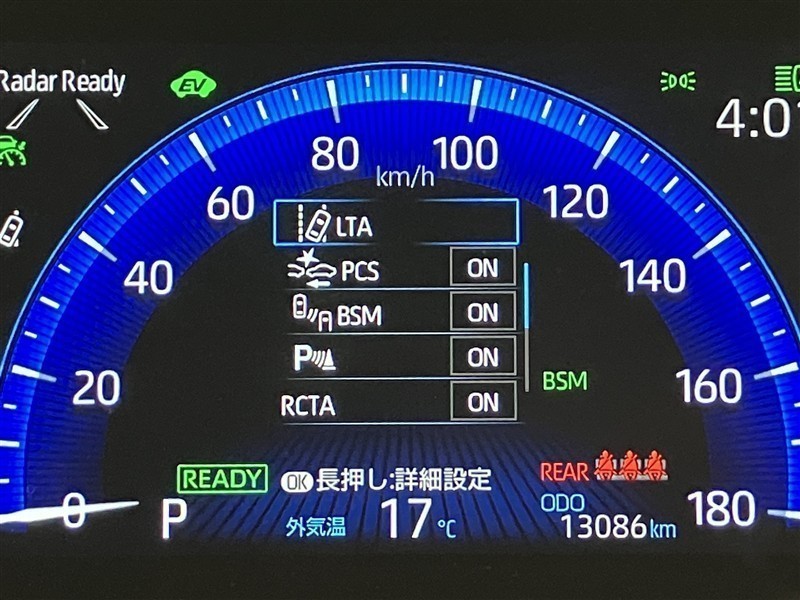 Radar Ready
EV
4:0
80
100
km/h
60
120
LTA
40
PCS ON
140
BSM ON
P ON
20
BSM
160
RCTA ON
READY
OK 長押し:詳細設定
REAR
0
P
外気温 17 ℃
ODO
13086 km
180